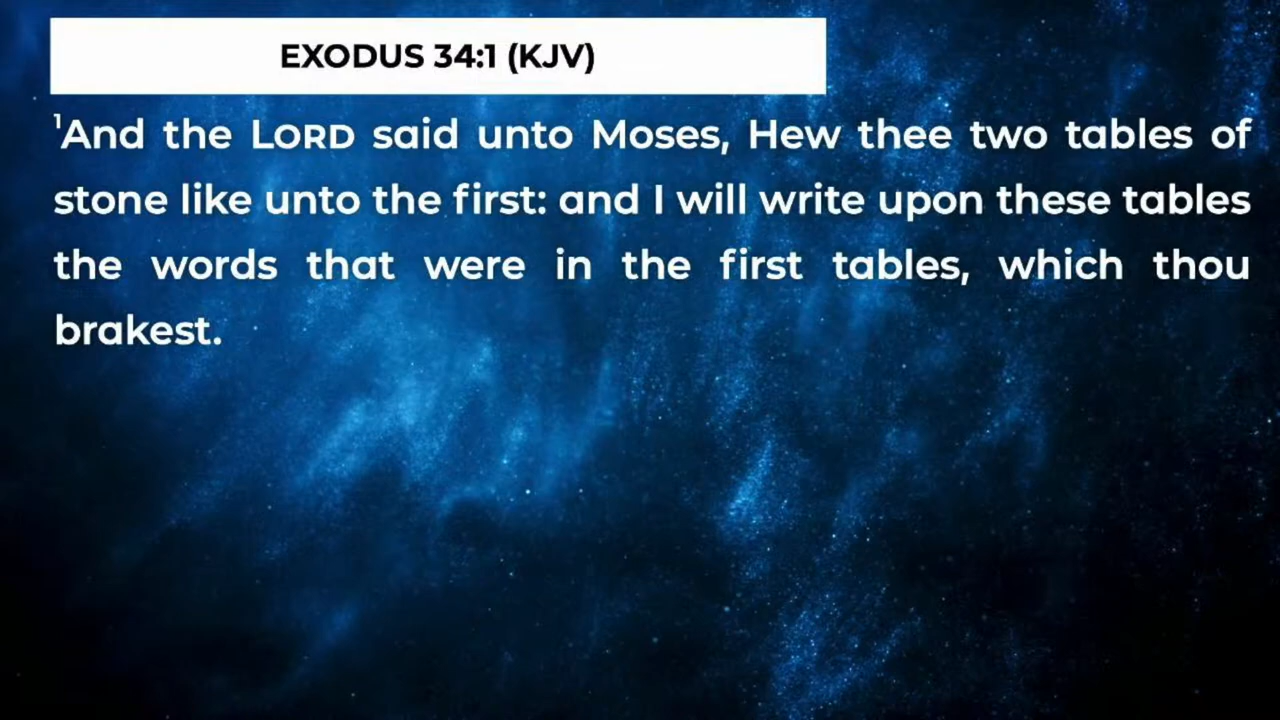 EXODUS 34:1 (KJV)
¹And the LORD said unto Moses, Hew thee two tables of
stone like unto the first: and I will write upon these tables
the words that were in the first tables, which thou
brakest.